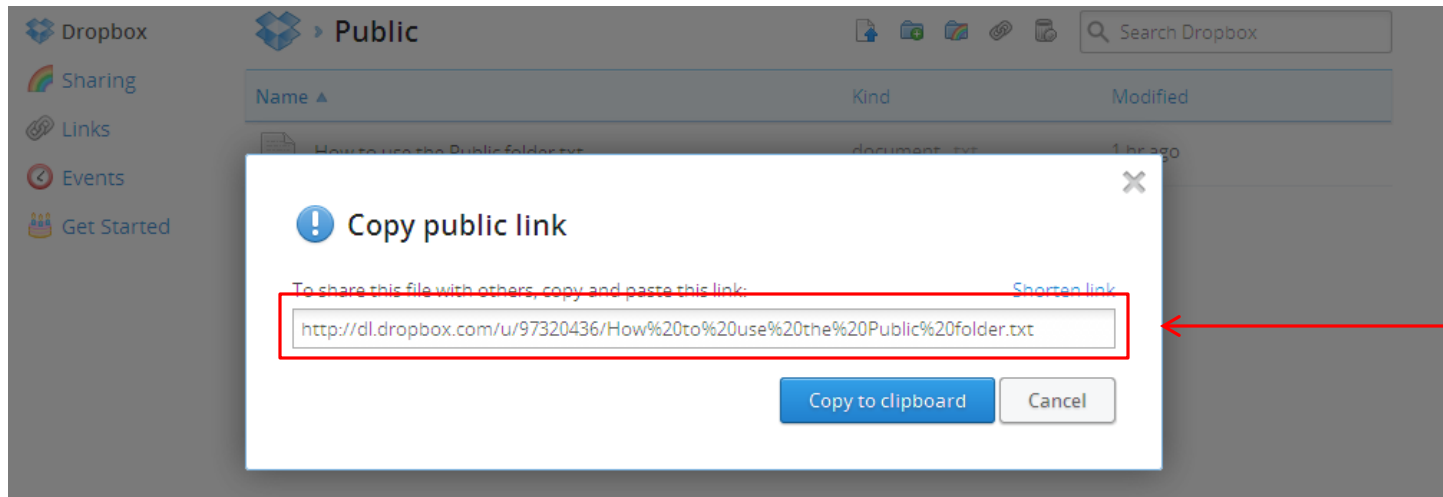 Dropbox
Sharing
Links
Events
Get Started
› Public
Search Dropbox
Name ▲ Kind Modified
How to use the Public folder.txt document .txt 1 hr ago
Copy public link
To share this file with others, copy and paste this link: Shorten link
http://dl.dropbox.com/u/97320436/How%20to%20use%20the%20Public%20folder.txt
Copy to clipboard Cancel